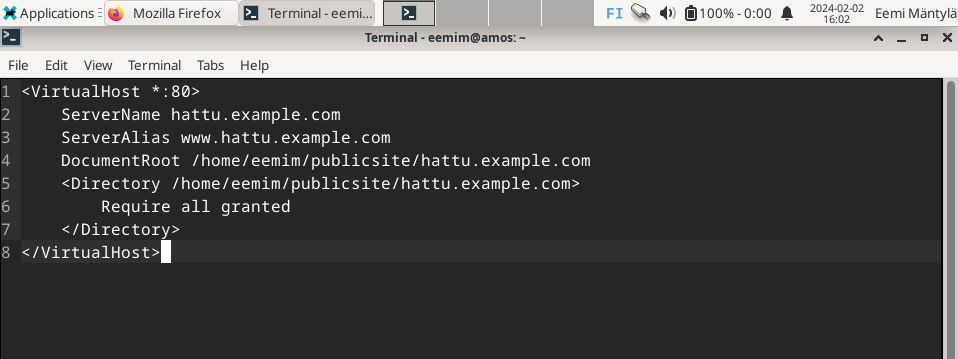 Applications Mozilla Firefox Terminal - eemi... FI 100% - 0:00 2024-02-02 16:02 Eemi Mäntylä
Terminal - eemim@amos: ~
File Edit View Terminal Tabs Help
1 <VirtualHost *:80>
2     ServerName hattu.example.com
3     ServerAlias www.hattu.example.com
4     DocumentRoot /home/eemim/publicsite/hattu.example.com
5     <Directory /home/eemim/publicsite/hattu.example.com>
6         Require all granted
7     </Directory>
8 </VirtualHost>